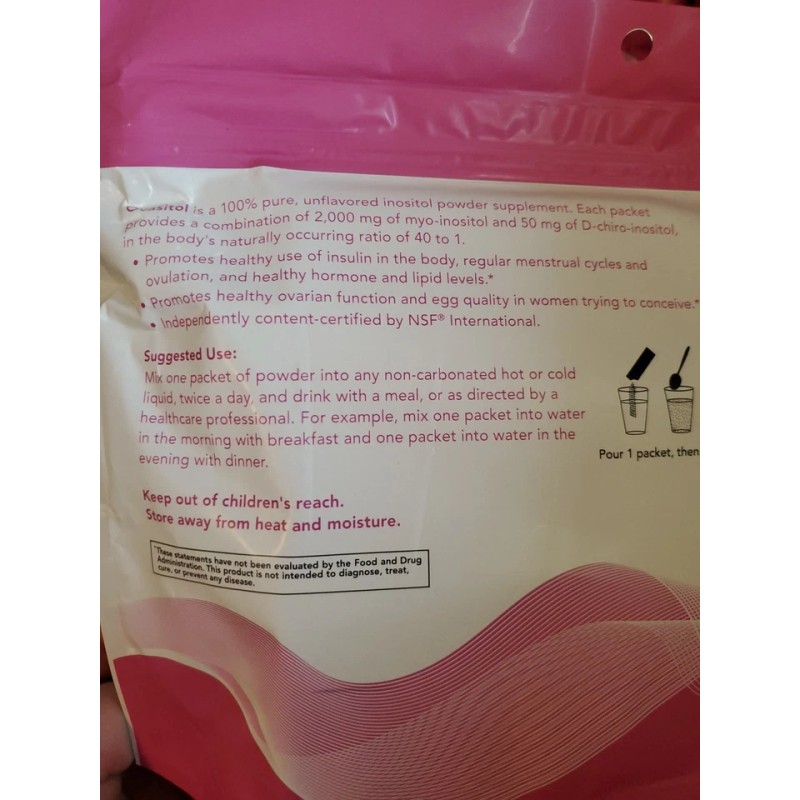 is a 100% pure, unflavored inositol powder supplement. Each packet
provides a combination of 2,000 mg of myo-inositol and 50 mg of D-chiro-inositol,
in the body's naturally occurring ratio of 40 to 1.
• Promotes healthy use of insulin in the body, regular menstrual cycles and
ovulation, and healthy hormone and lipid levels.*
• Promotes healthy ovarian function and egg quality in women trying to conceive.*
• Independently content-certified by NSF® International.
Suggested Use:
Mix one packet of powder into any non-carbonated hot or cold
liquid, twice a day, and drink with a meal, or as directed by a
healthcare professional. For example, mix one packet into water
in the morning with breakfast and one packet into water in the
evening with dinner.
Pour 1 packet, then
Keep out of children's reach.
Store away from heat and moisture.
*These statements have not been evaluated by the Food and Drug
Administration. This product is not intended to diagnose, treat,
cure, or prevent any disease.